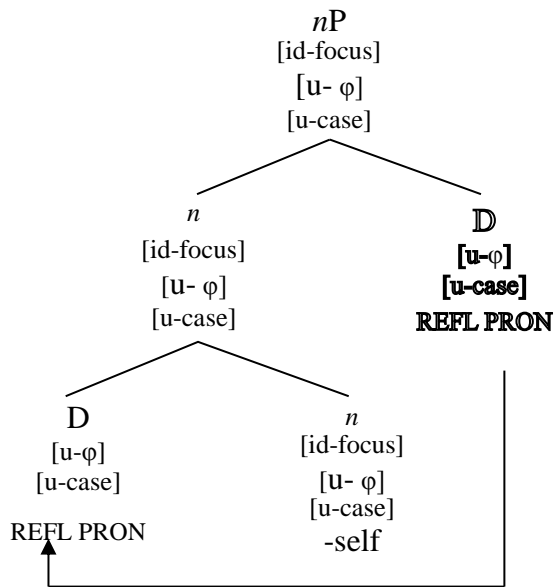 nP
[id-focus]
[u- φ]
[u-case]
n
[id-focus]
[u- φ]
[u-case]
D
[u-φ]
[u-case]
REFL PRON
D
[u-φ]
[u-case]
REFL PRON
n
[id-focus]
[u- φ]
[u-case]
-self